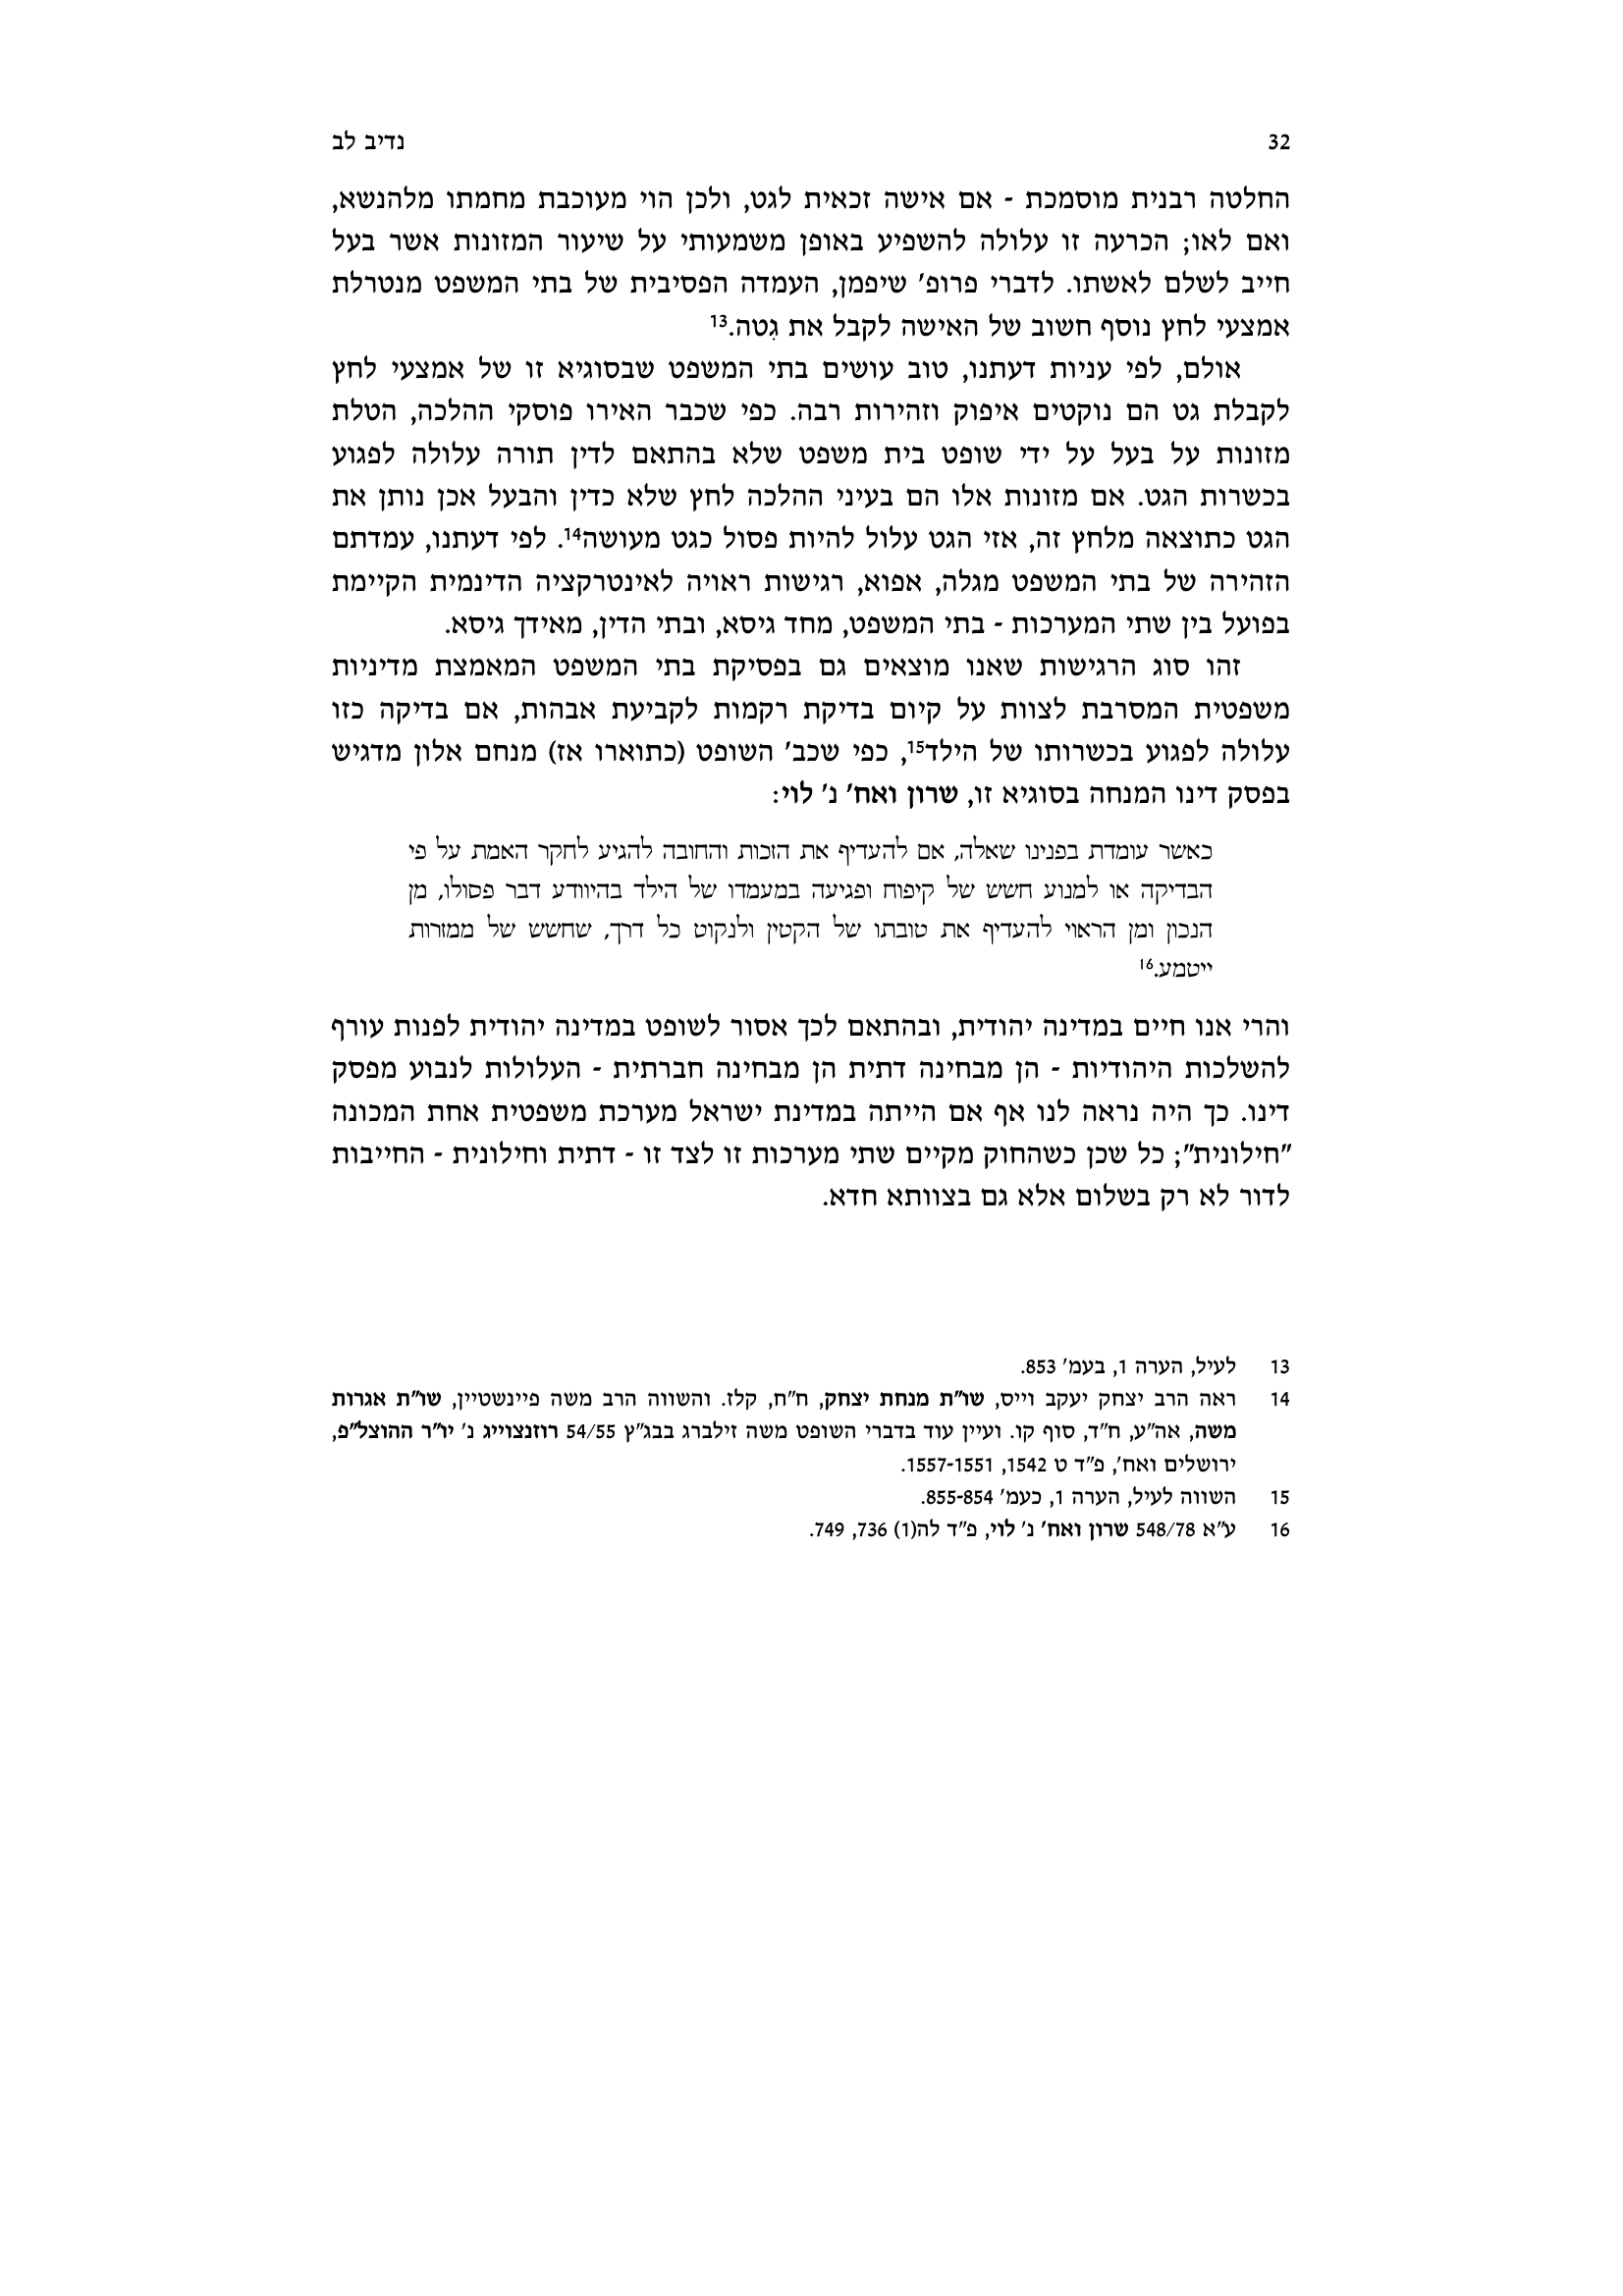 32 נדיב לב
החלטה רבנית מוסמכת - אם אישה זכאית לגט, ולכן הוי מעוכבת מחמתו מלהנשא,
ואם לאו; הכרעה זו עלולה להשפיע באופן משמעותי על שיעור המזונות אשר בעל
חייב לשלם לאשתו. לדברי פרופ' שיפמן, העמדה הפסיבית של בתי המשפט מנטרלת
אמצעי לחץ נוסף חשוב של האישה לקבל את גִטה.13
אולם, לפי עניות דעתנו, טוב עושים בתי המשפט שבסוגיא זו של אמצעי לחץ
לקבלת גט הם נוקטים איפוק וזהירות רבה. כפי שכבר האירו פוסקי ההלכה, הטלת
מזונות על בעל על ידי שופט בית משפט שלא בהתאם לדין תורה עלולה לפגוע
בכשרות הגט. אם מזונות אלו הם בעיני ההלכה לחץ שלא כדין והבעל אכן נותן את
הגט כתוצאה מלחץ זה, אזי הגט עלול להיות פסול כגט מעושה14. לפי דעתנו, עמדתם
הזהירה של בתי המשפט מגלה, אפוא, רגישות ראויה לאינטרקציה הדינמית הקיימת
בפועל בין שתי המערכות - בתי המשפט, מחד גיסא, ובתי הדין, מאידך גיסא.
זהו סוג הרגישות שאנו מוצאים גם בפסיקת בתי המשפט המאמצת מדיניות
משפטית המסרבת לצוות על קיום בדיקת רקמות לקביעת אבהות, אם בדיקה כזו
עלולה לפגוע בכשרותו של הילד15, כפי שכב' השופט (כתוארו אז) מנחם אלון מדגיש
בפסק דינו המנחה בסוגיא זו, שרון ואח' נ' לוי:
כאשר עומדת בפנינו שאלה, אם להעדיף את הזכות והחובה להגיע לחקר האמת על פי
הבדיקה או למנוע חשש של קיפוח ופגיעה במעמדו של הילד בהיוודע דבר פסולו, מן
הנכון ומן הראוי להעדיף את טובתו של הקטין ולנקוט כל דרך, שחשש של ממזרות
ייטמע.16
והרי אנו חיים במדינה יהודית, ובהתאם לכך אסור לשופט במדינה יהודית לפנות עורף
להשלכות היהודיות - הן מבחינה דתית הן מבחינה חברתית - העלולות לנבוע מפסק
דינו. כך היה נראה לנו אף אם הייתה במדינת ישראל מערכת משפטית אחת המכונה
"חילונית"; כל שכן כשהחוק מקיים שתי מערכות זו לצד זו - דתית וחילונית - החייבות
לדור לא רק בשלום אלא גם בצוותא חדא.
13 לעיל, הערה 1, בעמ' 853.
14 ראה הרב יצחק יעקב וייס, שו"ת מנחת יצחק, ח"ח, קלז. והשווה הרב משה פיינשטיין, שו"ת אגרות
משה, אה"ע, ח"ד, סוף קו. ועיין עוד בדברי השופט משה זילברג בבג"ץ 54/55 רוזנצוייג נ' יו"ר ההוצל"פ,
ירושלים ואח', פ"ד ט 1542, 1557-1551.
15 השווה לעיל, הערה 1, כעמ' 855-854.
16 ע"א 548/78 שרון ואח' נ' לוי, פ"ד לה(1) 736, 749.